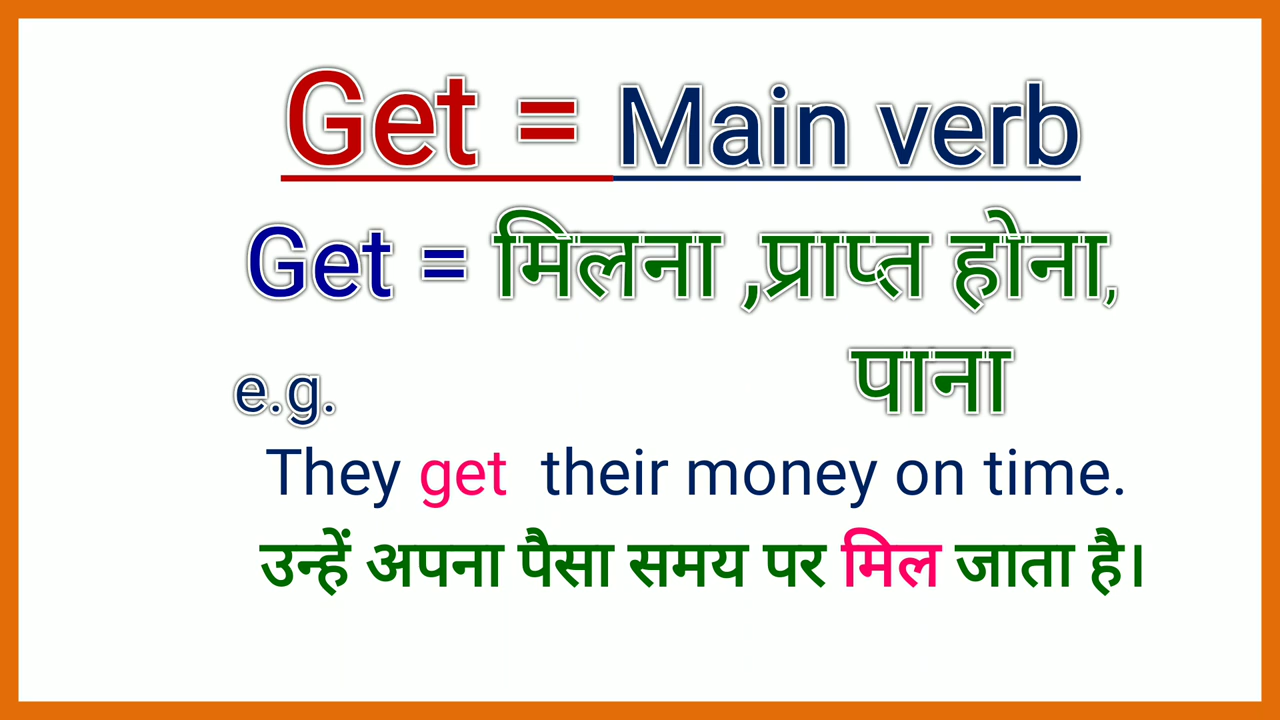 Get = Main verb
Get = मिलना ,प्राप्त होना,
पाना
e.g.
They get their money on time.
उन्हें अपना पैसा समय पर मिल जाता है।